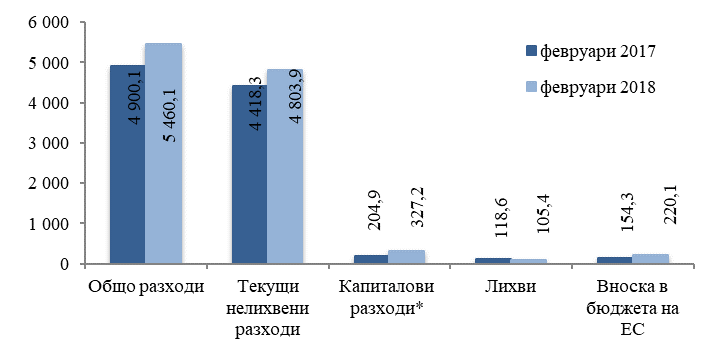 6 000
5 000
4 000
3 000
2 000
1 000
0
февруари 2017
февруари 2018
4 900,1
5 460,1
4 418,3
4 803,9
204,9
327,2
118,6
105,4
154,3
220,1
Общо разходи
Текущи
нелихвени
разходи
Капиталови
разходи*
Лихви
Вноска в
бюджета на
ЕС